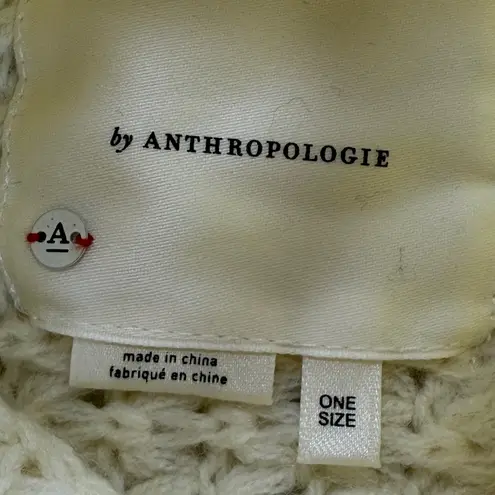 by ANTHROPOLOGIE
A
made in china
fabriqué en chine
ONE
SIZE